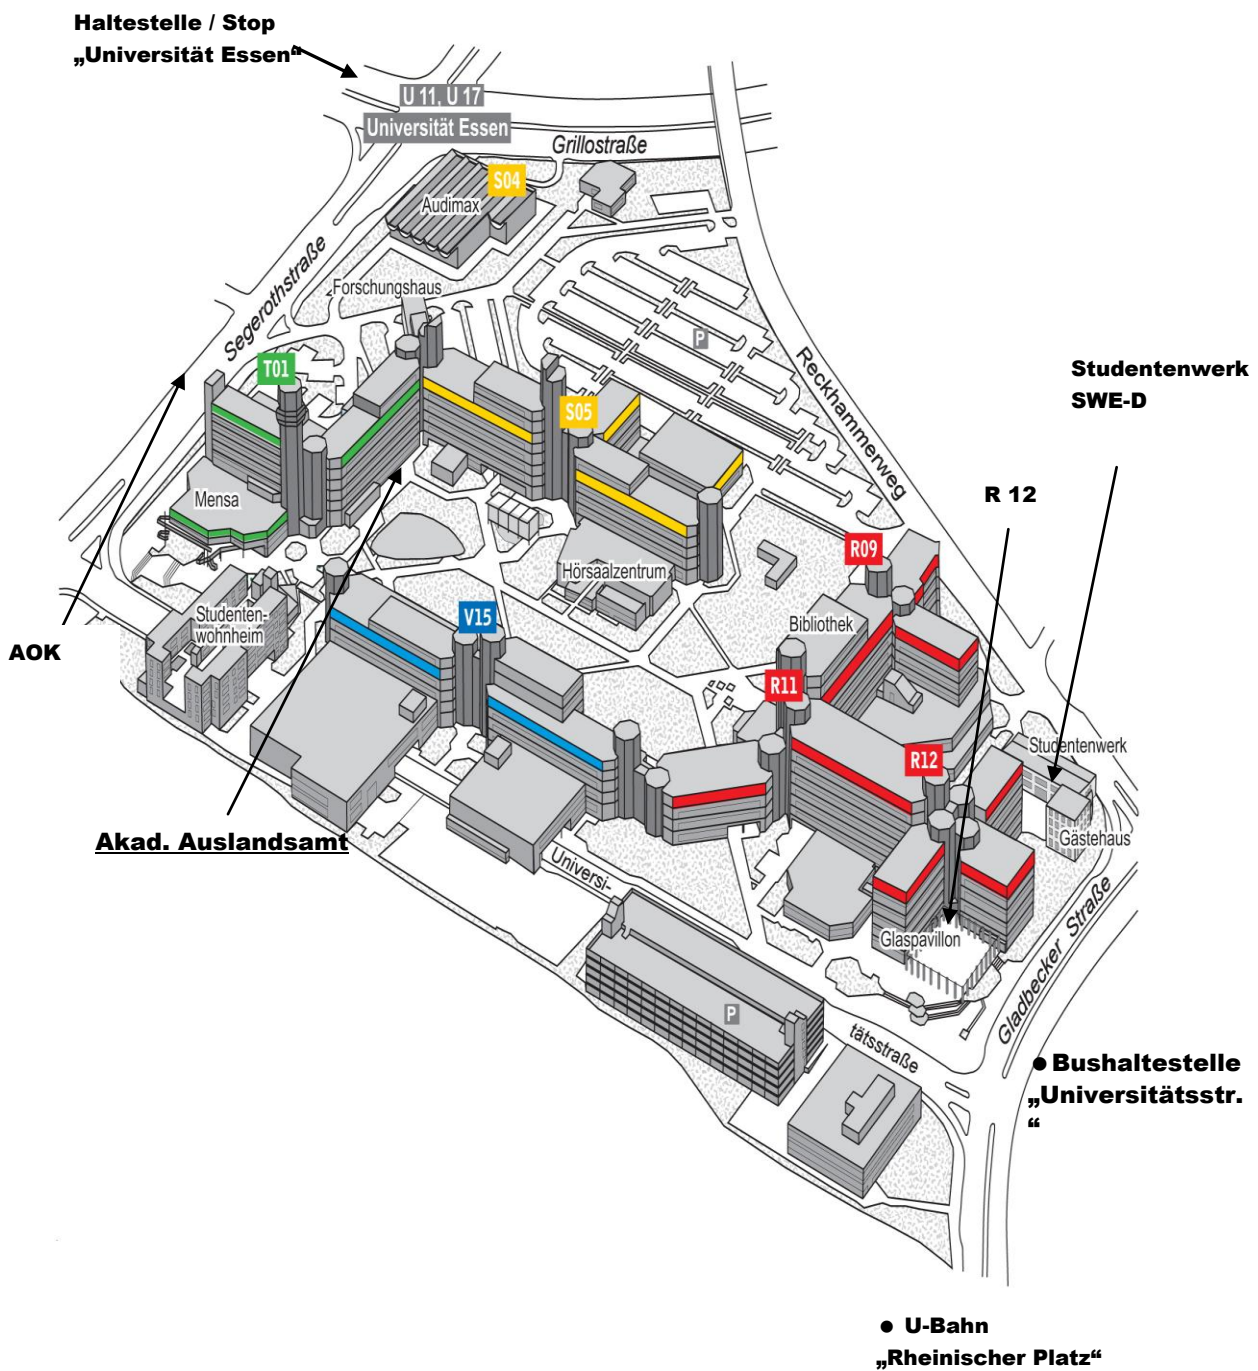 Haltestelle / Stop
„Universität Essen“
U 11, U 17
Universität Essen
Grillostraße
S04
Audimax
Segerothstraße
Forschungshaus
P
Reckhammerweg
T01
S05
Studentenwerk
SWE-D
R 12
Mensa
R09
Hörsaalzentrum
Studenten-
wohnheim
V15
Bibliothek
AOK
R11
Studentenwerk
R12
Akad. Auslandsamt
Gästehaus
Universi-
tätsstraße
Glaspavillon
Gladbecker Straße
P
● Bushaltestelle
„Universitätsstr.
“
● U-Bahn
„Rheinischer Platz“